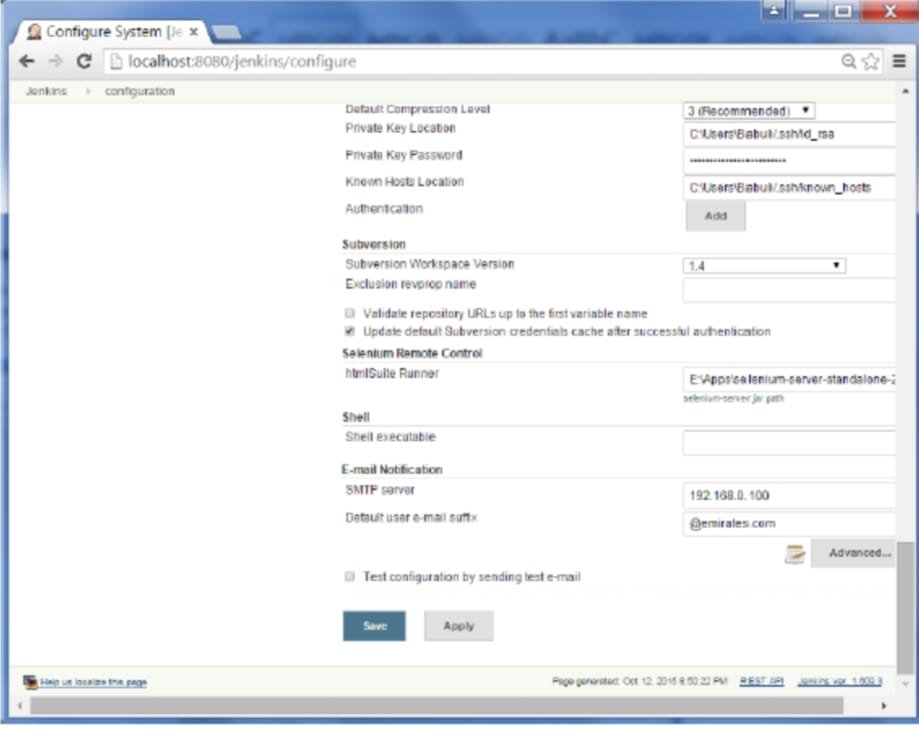 Configure System [Je
localhost:8080/jenkins/configure
Jenkins configuration
Default Compression Level 3 (Recommended)
Private Key Location C:\Users\Babuli/.ssh/id_rsa
Private Key Password
Known Hosts Location C:\Users\Babuli/.ssh/known_hosts
Authentication Add
Subversion
Subversion Workspace Version 1.4
Exclusion revprop name
Validate repository URLs up to the first variable name
Update default Subversion credentials cache after successful authentication
Selenium Remote Control
htmlSuite Runner E:\Apps\selenium-server-standalone-2
selenium-server.jar path
Shell
Shell executable
E-mail Notification
SMTP server 192.168.0.100
Default user e-mail suffix @emirates.com
Advanced...
Test configuration by sending test e-mail
Save Apply
Help us localize this page Page generated: Oct 12, 2015 8:50:22 PM REST API Jenkins ver. 1.609.3